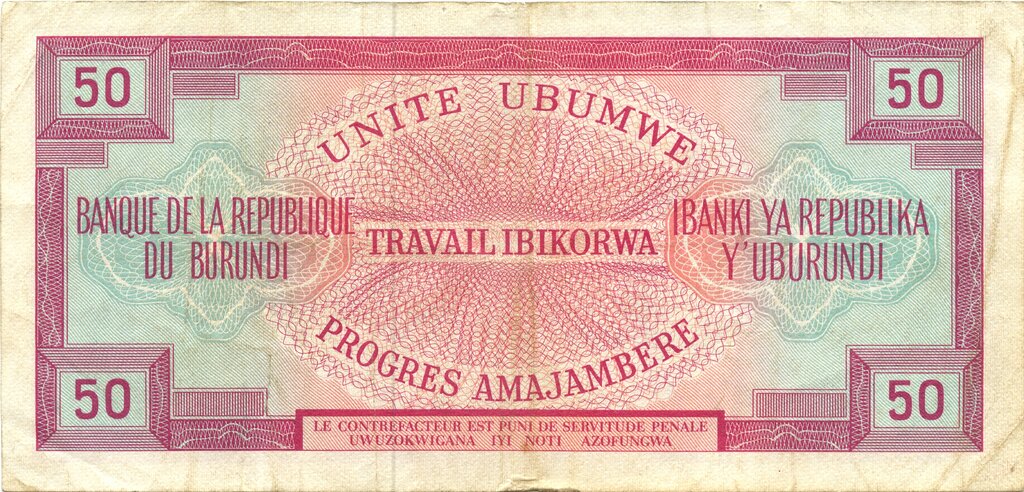 50
50
UNITE UBUMWE
BANQUE DE LA REPUBLIQUE
DU BURUNDI
TRAVAIL IBIKORWA
IBANKI YA REPUBLIKA
Y'UBURUNDI
PROGRES AMAJAMBERE
50
50
LE CONTREFACTEUR EST PUNI DE SERVITUDE PENALE
UWUZOKWIGANA IYI NOTI AZOFUNGWA